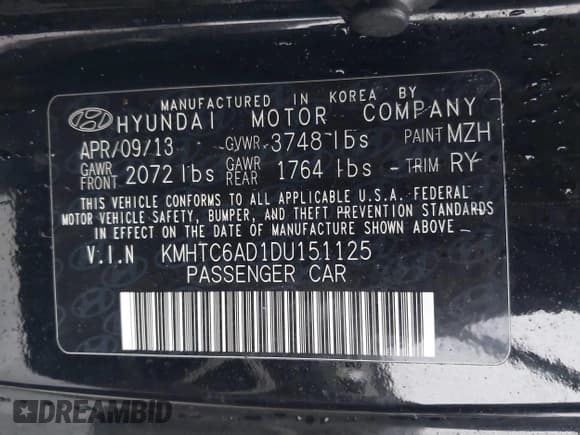 MANUFACTURED IN KOREA BY
HYUNDAI MOTOR COMPANY
APR/09/13 GVWR 3748 lbs PAINT MZH
GAWR FRONT 2072 lbs GAWR REAR 1764 lbs TRIM RY
THIS VEHICLE CONFORMS TO ALL APPLICABLE U.S.A. FEDERAL
MOTOR VEHICLE SAFETY, BUMPER, AND THEFT PREVENTION STANDARDS
IN EFFECT ON THE DATE OF MANUFACTURE SHOWN ABOVE
V.I.N KMHTC6AD1DU151125
PASSENGER CAR
DREAMBID